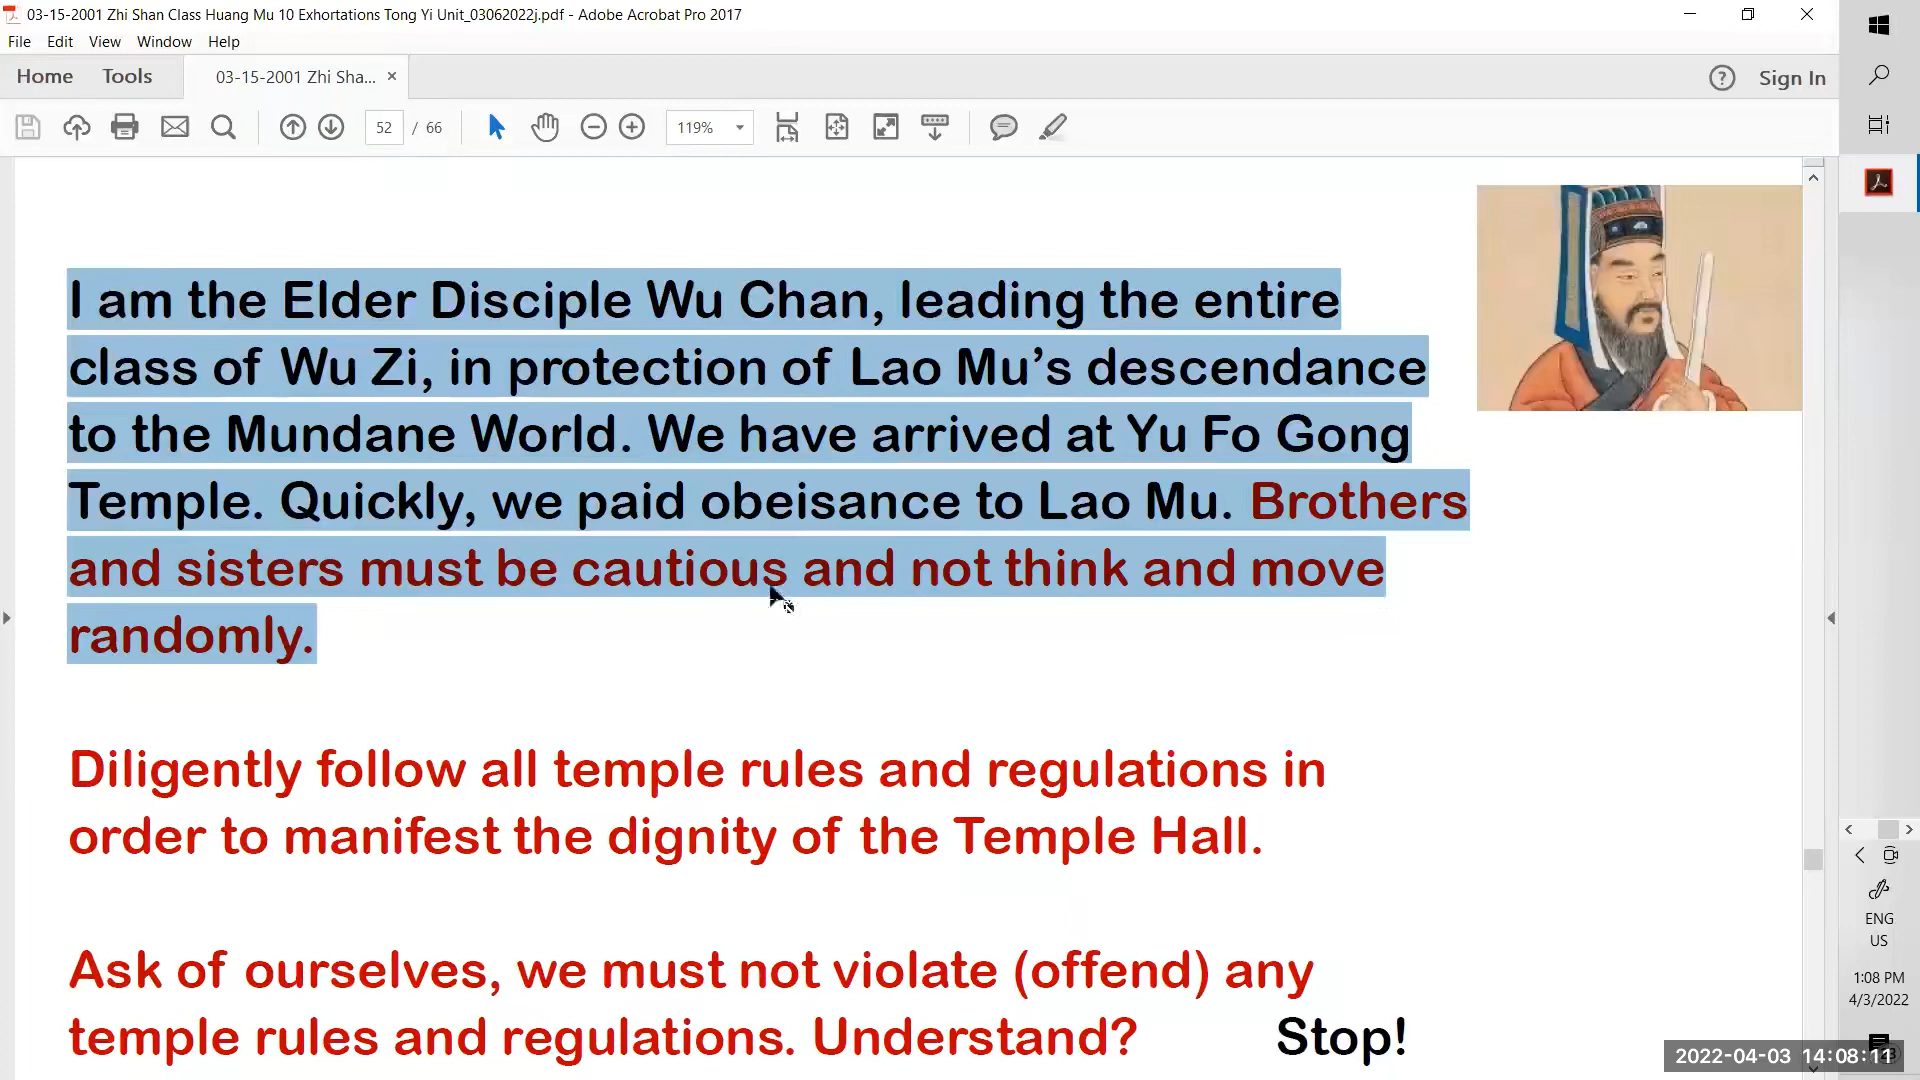 03-15-2001 Zhi Shan Class Huang Mu 10 Exhortations Tong Yi Unit_03062022j.pdf - Adobe Acrobat Pro 2017
File Edit View Window Help
Home Tools 03-15-2001 Zhi Sha... × ? Sign In
52 / 66 119%
I am the Elder Disciple Wu Chan, leading the entire
class of Wu Zi, in protection of Lao Mu's descendance
to the Mundane World. We have arrived at Yu Fo Gong
Temple. Quickly, we paid obeisance to Lao Mu. Brothers
and sisters must be cautious and not think and move
randomly.
Diligently follow all temple rules and regulations in
order to manifest the dignity of the Temple Hall.
Ask of ourselves, we must not violate (offend) any
temple rules and regulations. Understand? Stop!
ENG
US
1:08 PM
4/3/2022
2022-04-03 14:08:11